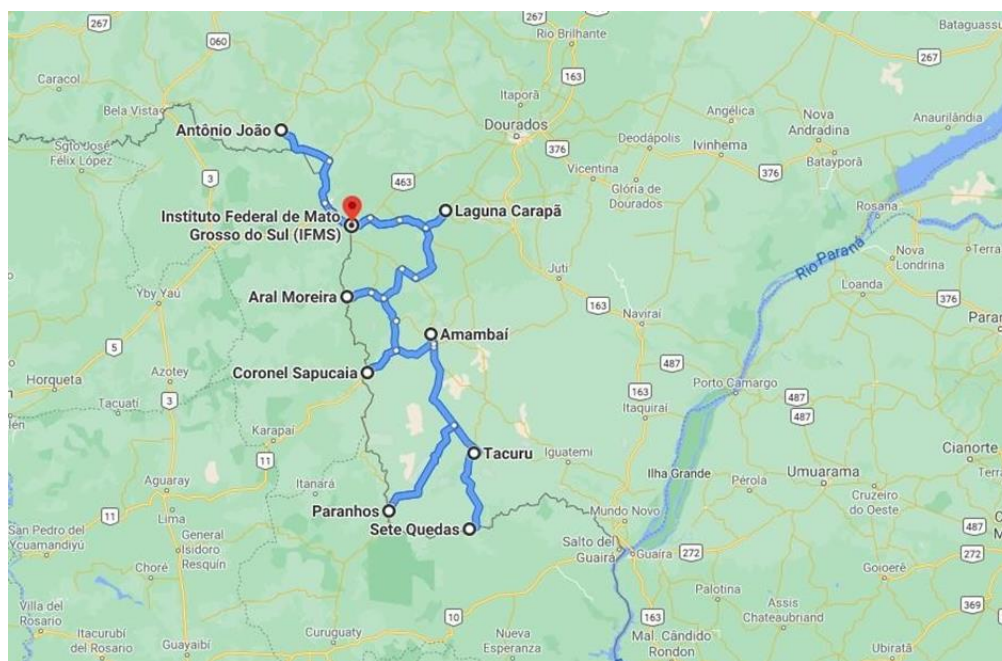 267
Bataguassu
060
267
Rio Brilhante
163
267
Caracol
Itaporã
Angélica
Nova
Andradina
Anaurilândia
Bela Vista
Antônio João
Dourados
Deodápolis
Ivinhema
Batayporã
Sgto José
Félix López
376
376
3
463
Vicentina
Glória de
Dourados
Laguna Carapã
Rosana
Instituto Federal de Mato
Grosso do Sul (IFMS)
Nova
Londrina
Terra
Rio Paraná
Juti
Loanda
Yby Yaú
Aral Moreira
163
376
Naviraí
Amambaí
5
487
Horqueta
Azotey
Coronel Sapucaia
163
Porto Camargo
487
Tacuatí
3
Itaquiraí
487
Karapaí
Cianorte
11
Tacuru
Iguatemi
Umuarama
Terra
Ilha Grande
Pérola
Aguaray
Itanará
Cruzeiro
do Oeste
11
Lima
Paranhos
Mundo Novo
San Pedro del
Ycuamandiyú
General
Isidoro
Resquín
Sete Quedas
487
Salto del
Guairá
Guaíra
272
272
Choré
Goioerê
Palotina
Villa del
Rosario
10
163
Assis
Chateaubriand
369
Itacurubí
del Rosario
Guayaibí
Curuguaty
Nueva
Esperanza
Mal. Cândido
Rondon
Ubiratã